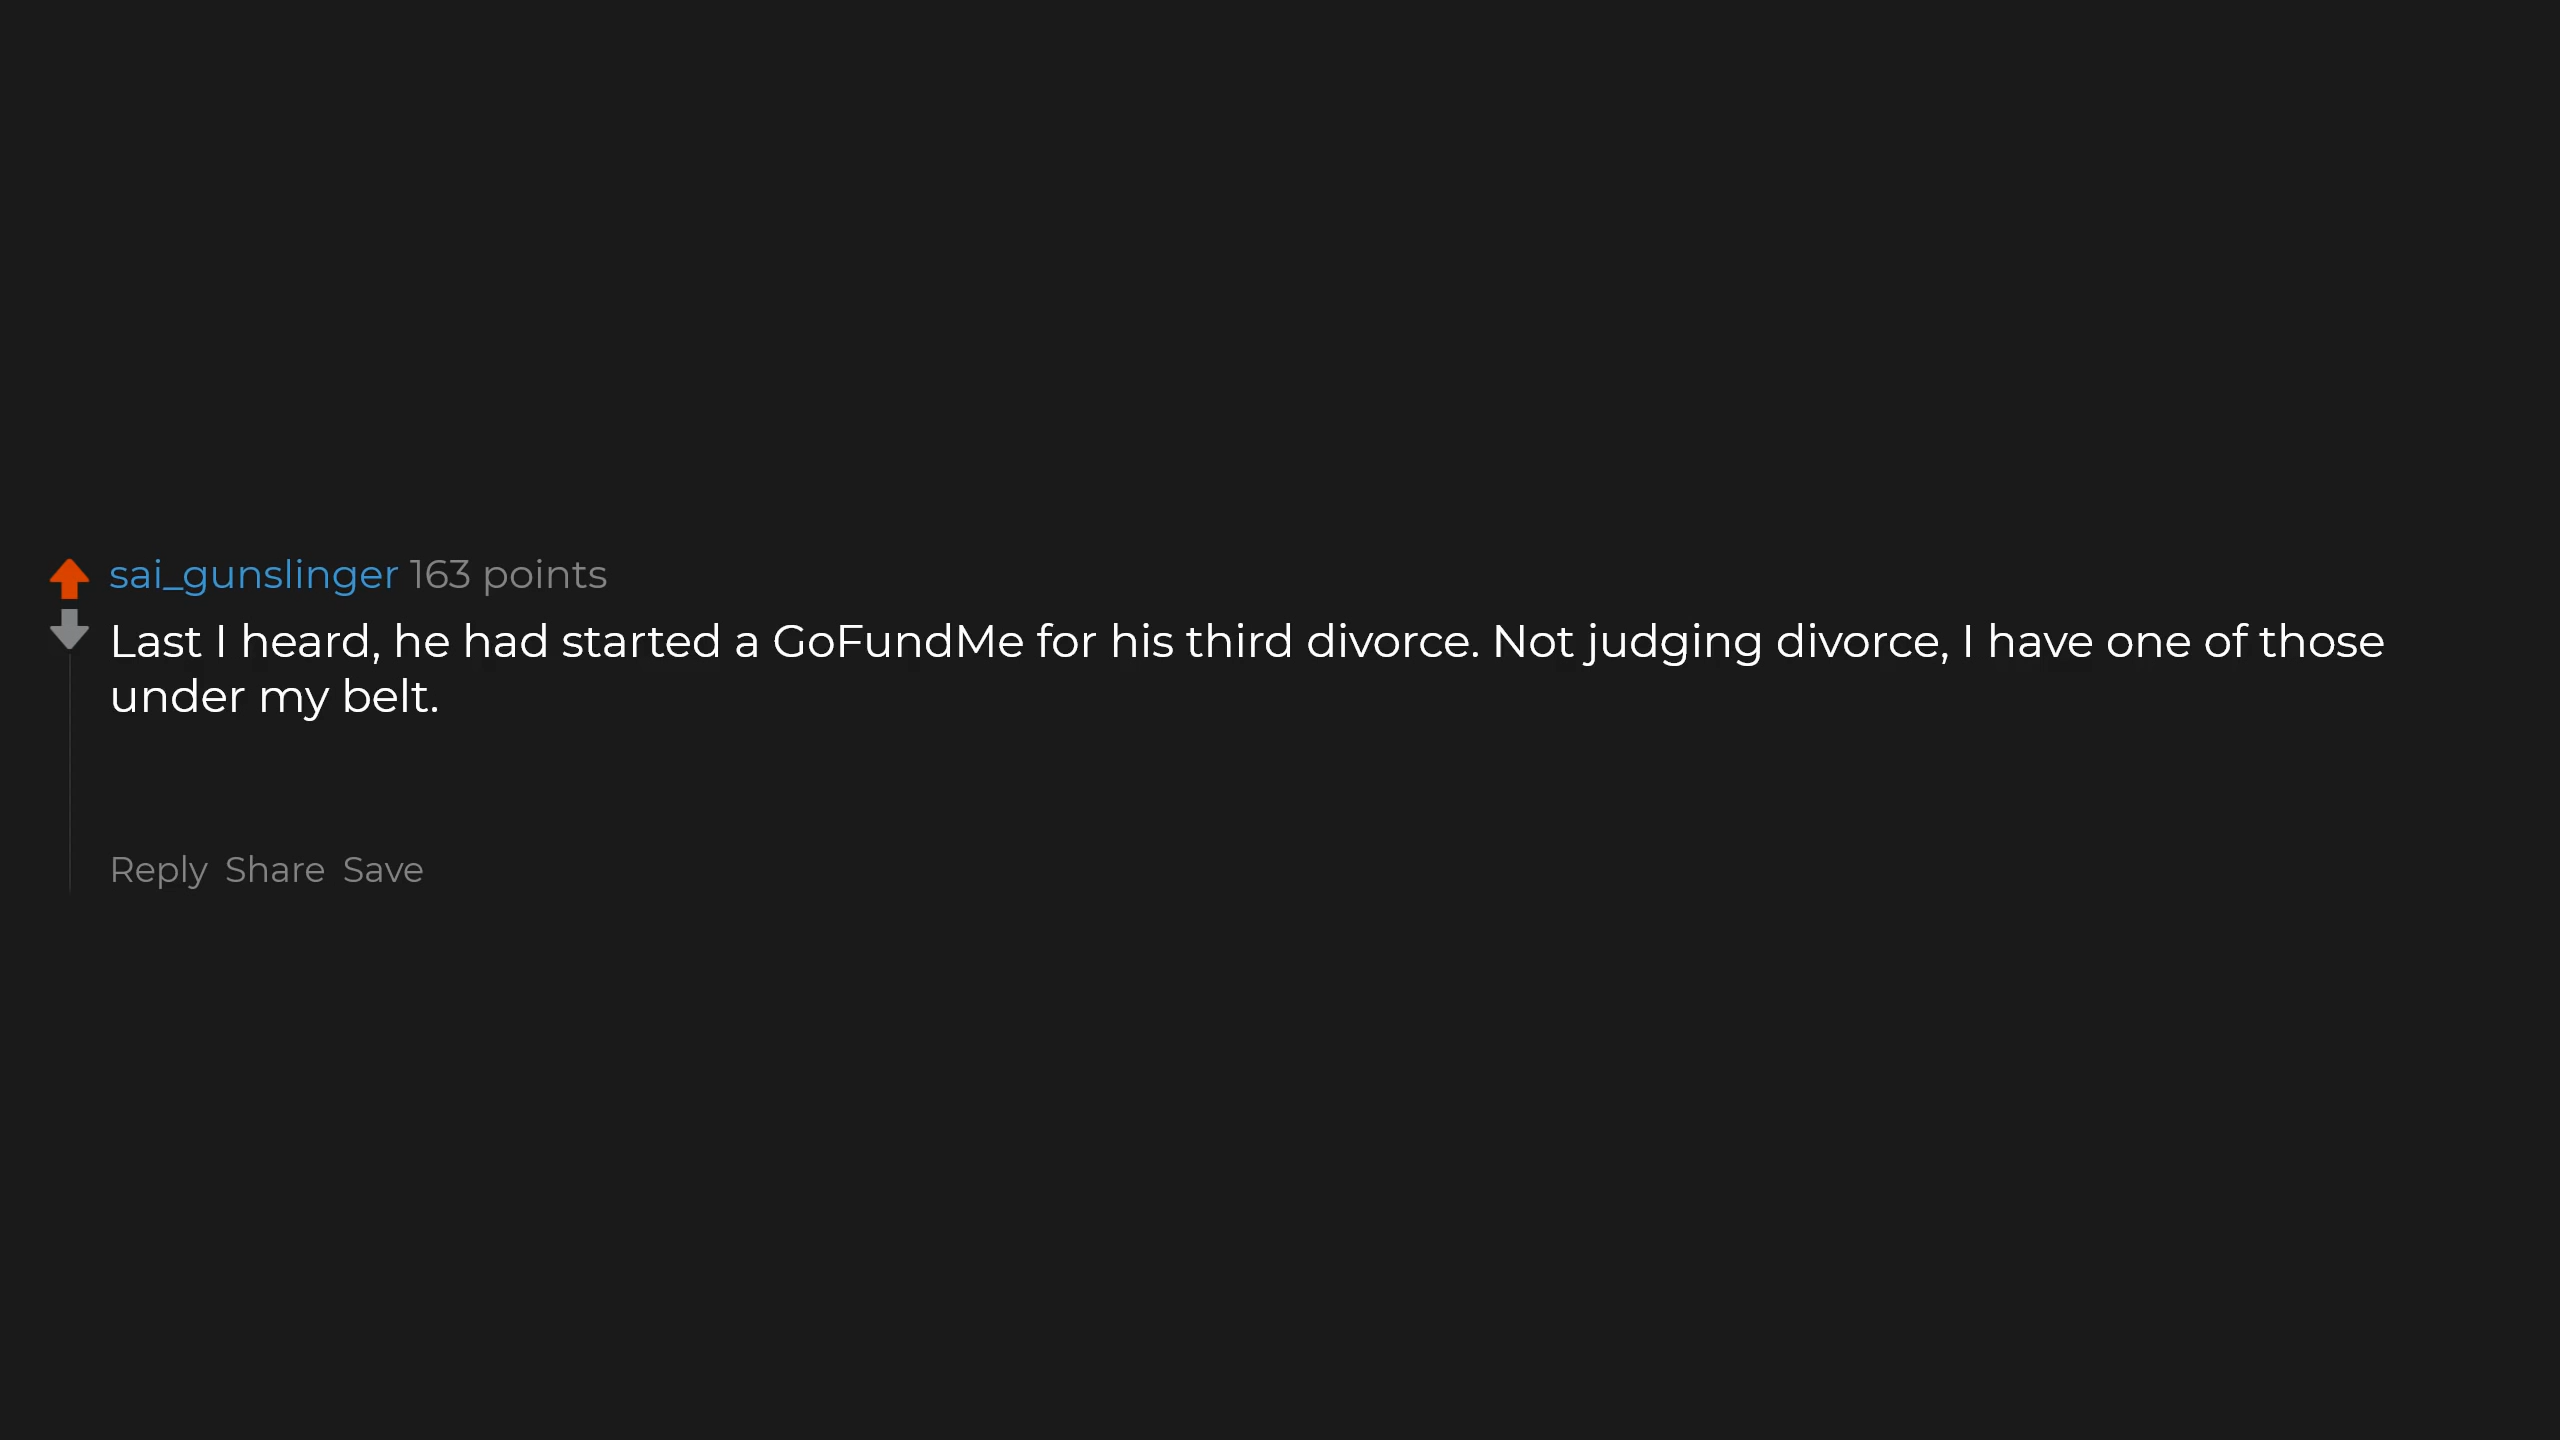 sai_gunslinger 163 points
Last I heard, he had started a GoFundMe for his third divorce. Not judging divorce, I have one of those
under my belt.
Reply Share Save